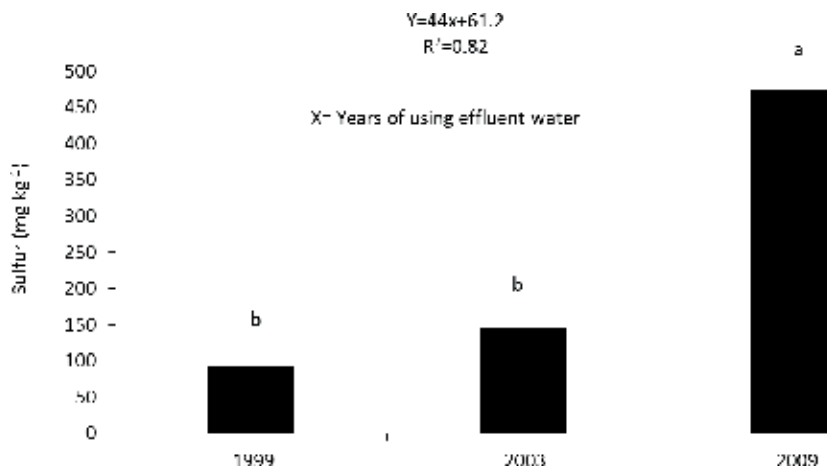 Y=44x+61.2
R²=0.82
a
500
X= Years of using effluent water
450
400
350
300
250
200
150
100
50
0
b
b
Sulfur (mg kg⁻¹)
1999
2003
2009